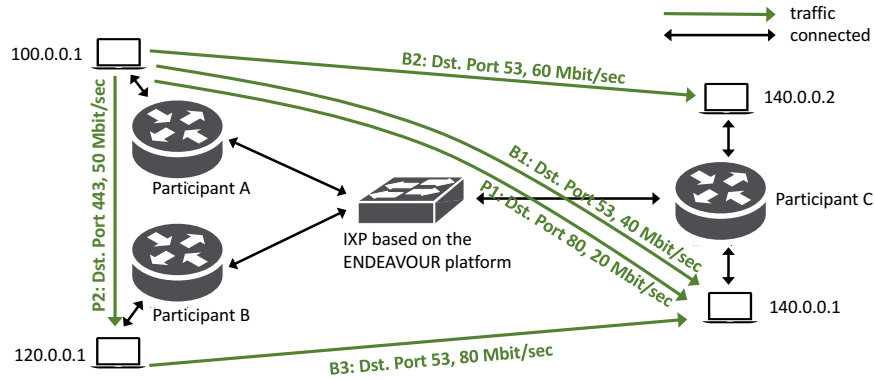 traffic
connected
100.0.0.1
B2: Dst. Port 53, 60 Mbit/sec
140.0.0.2
P2: Dst. Port 443, 50 Mbit/sec
B1: Dst. Port 53, 40 Mbit/sec
P1: Dst. Port 80, 20 Mbit/sec
Participant A
Participant C
IXP based on the
ENDEAVOUR platform
Participant B
140.0.0.1
120.0.0.1
B3: Dst. Port 53, 80 Mbit/sec